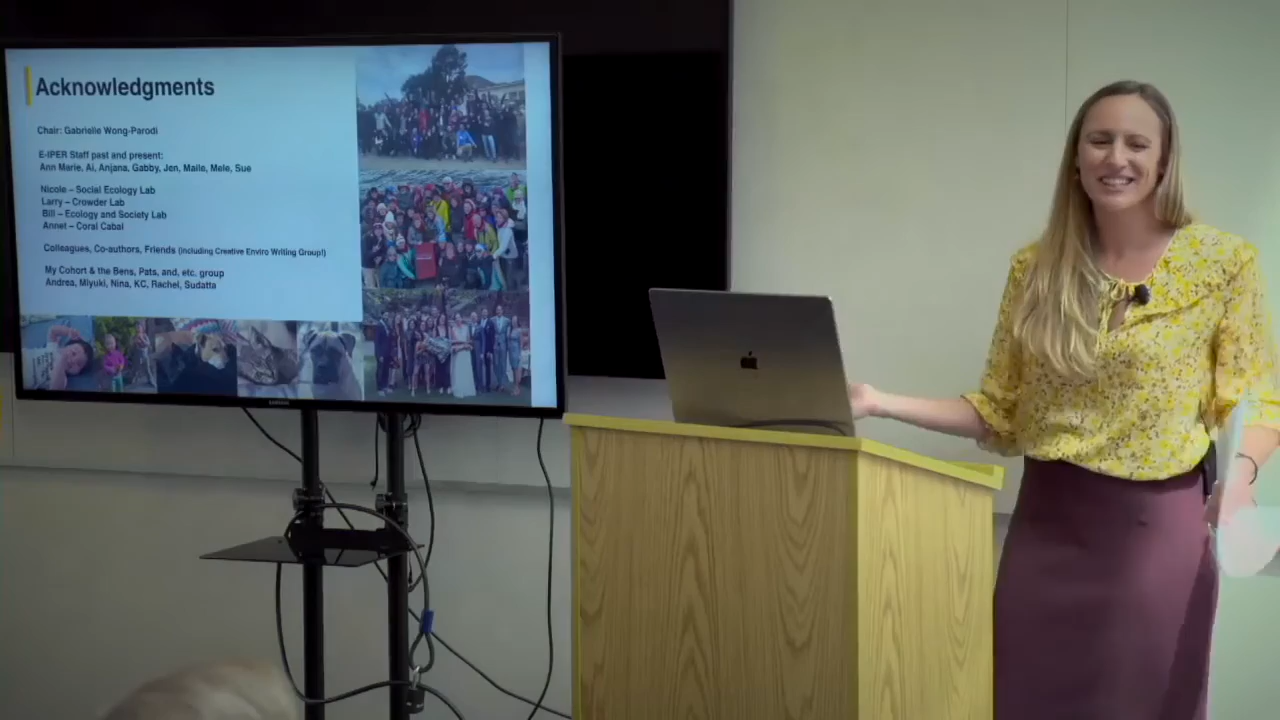 Acknowledgments
Chair: Gabrielle Wong-Parodi
E-IPER Staff past and present:
Ann Marie, Ai, Anjana, Gabby, Jen, Maile, Mele, Sue
Nicole – Social Ecology Lab
Larry – Crowder Lab
Bill – Ecology and Society Lab
Annet – Coral Cabal
Colleagues, Co-authors, Friends (including Creative Enviro Writing Group!)
My Cohort & the Bens, Pats, and, etc. group
Andrea, Miyuki, Nina, KC, Rachel, Sudatta
SAMSUNG